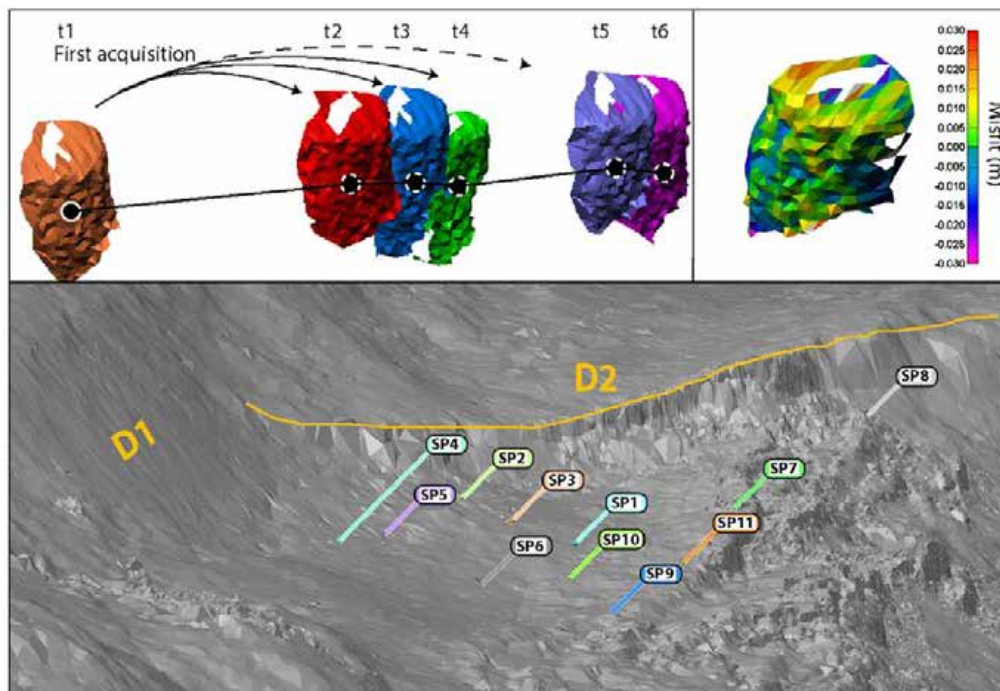 t1
t2
t3
t4
t5
t6
First acquisition
0.030
0.025
0.020
0.015
0.010
0.005
0.000
-0.005
-0.010
-0.015
-0.020
-0.025
-0.030
Misfit (m)
D1
D2
SP8
SP4
SP2
SP7
SP5
SP3
SP1
SP11
SP6
SP10
SP9